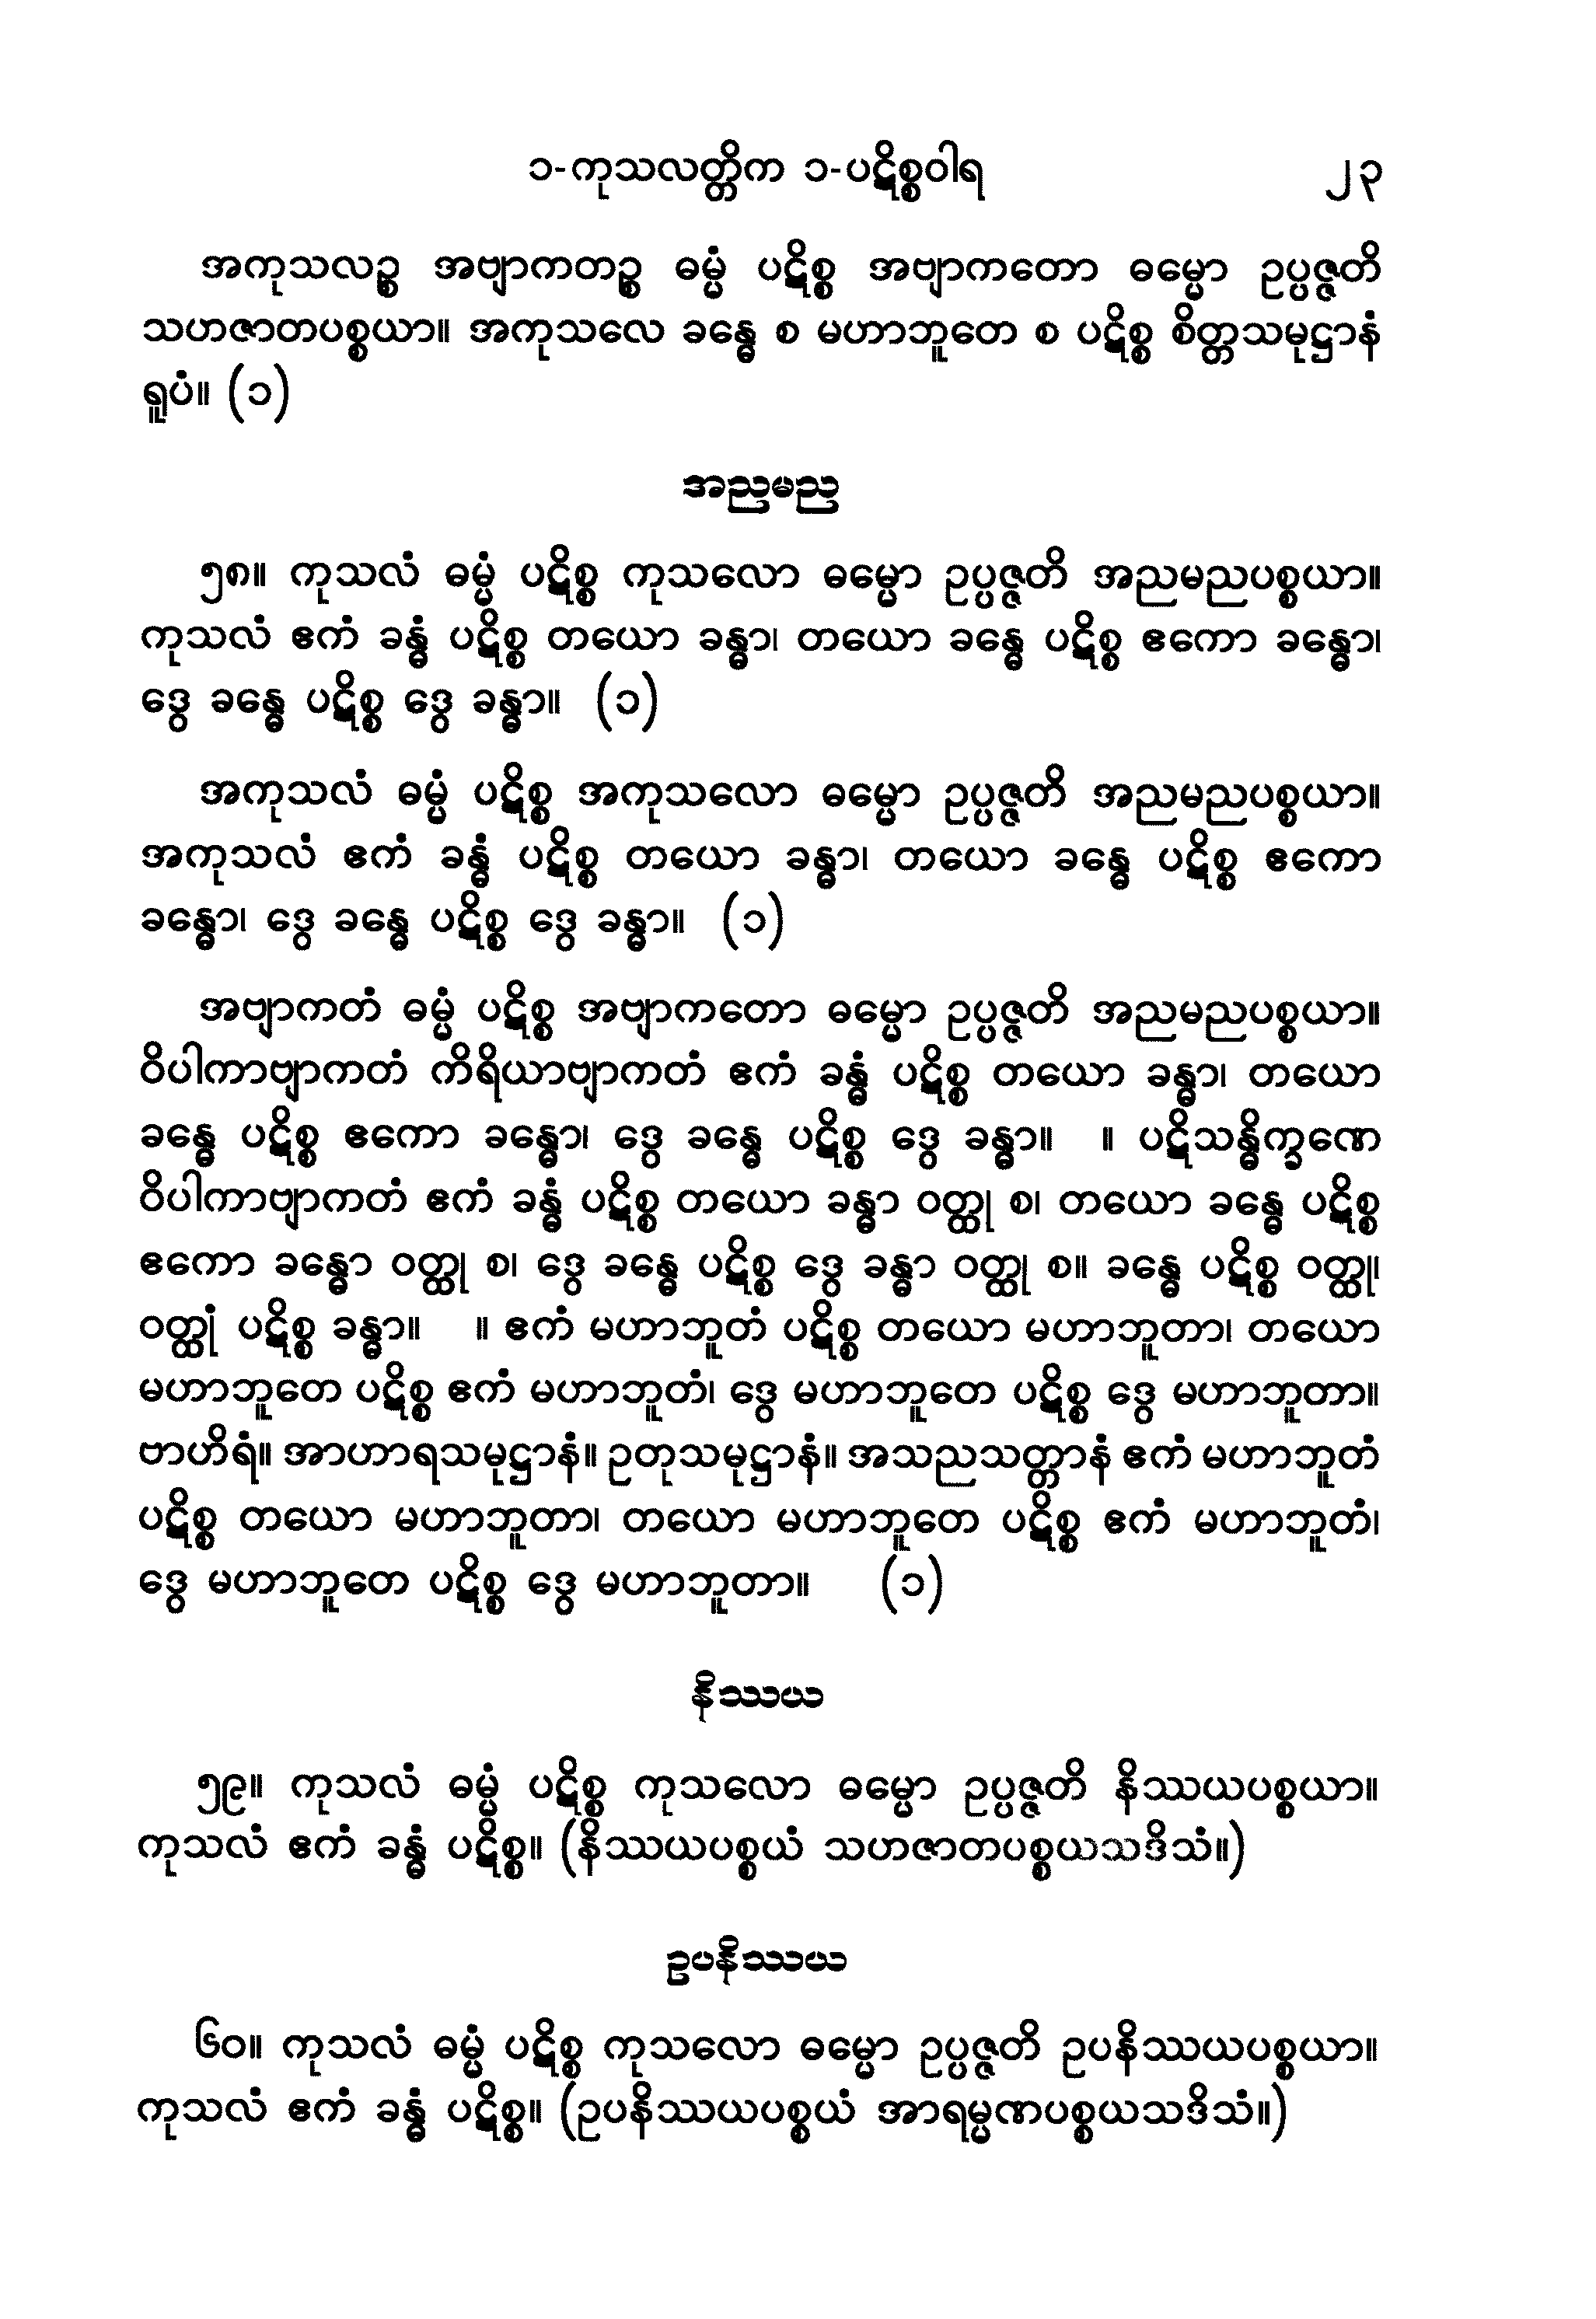 ၁-ကုသလတ္တိက ၁-ပဋိစ္စဝါရ ၂၃
အကုသလဉ္စ အဗျာကတဉ္စ ဓမ္မံ ပဋိစ္စ အဗျာကတော ဓမ္မော ဥပ္ပဇ္ဇတိ
သဟဇာတပစ္စယာ။ အကုသလေ ခန္ဓေ စ မဟာဘူတေ စ ပဋိစ္စ စိတ္တသမုဋ္ဌာနံ
ရူပံ။ (၁)
အညမည
၅၈။ ကုသလံ ဓမ္မံ ပဋိစ္စ ကုသလော ဓမ္မော ဥပ္ပဇ္ဇတိ အညမညပစ္စယာ။
ကုသလံ ဧကံ ခန္ဓံ ပဋိစ္စ တယော ခန္ဓာ၊ တယော ခန္ဓေ ပဋိစ္စ ဧကော ခန္ဓော၊
ဒွေ ခန္ဓေ ပဋိစ္စ ဒွေ ခန္ဓာ။ (၁)
အကုသလံ ဓမ္မံ ပဋိစ္စ အကုသလော ဓမ္မော ဥပ္ပဇ္ဇတိ အညမညပစ္စယာ။
အကုသလံ ဧကံ ခန္ဓံ ပဋိစ္စ တယော ခန္ဓာ၊ တယော ခန္ဓေ ပဋိစ္စ ဧကော
ခန္ဓော၊ ဒွေ ခန္ဓေ ပဋိစ္စ ဒွေ ခန္ဓာ။ (၁)
အဗျာကတံ ဓမ္မံ ပဋိစ္စ အဗျာကတော ဓမ္မော ဥပ္ပဇ္ဇတိ အညမညပစ္စယာ။
ဝိပါကာဗျာကတံ ကိရိယာဗျာကတံ ဧကံ ခန္ဓံ ပဋိစ္စ တယော ခန္ဓာ၊ တယော
ခန္ဓေ ပဋိစ္စ ဧကော ခန္ဓော၊ ဒွေ ခန္ဓေ ပဋိစ္စ ဒွေ ခန္ဓာ။ ။ ပဋိသန္ဓိက္ခဏေ
ဝိပါကာဗျာကတံ ဧကံ ခန္ဓံ ပဋိစ္စ တယော ခန္ဓာ ဝတ္ထု စ၊ တယော ခန္ဓေ ပဋိစ္စ
ဧကော ခန္ဓော ဝတ္ထု စ၊ ဒွေ ခန္ဓေ ပဋိစ္စ ဒွေ ခန္ဓာ ဝတ္ထု စ။ ခန္ဓေ ပဋိစ္စ ဝတ္ထု၊
ဝတ္ထုံ ပဋိစ္စ ခန္ဓာ။ ။ ဧကံ မဟာဘူတံ ပဋိစ္စ တယော မဟာဘူတာ၊ တယော
မဟာဘူတေ ပဋိစ္စ ဧကံ မဟာဘူတံ၊ ဒွေ မဟာဘူတေ ပဋိစ္စ ဒွေ မဟာဘူတာ။
ဗာဟိရံ။ အာဟာရသမုဋ္ဌာနံ။ ဥတုသမုဋ္ဌာနံ။ အသညသတ္တာနံ ဧကံ မဟာဘူတံ
ပဋိစ္စ တယော မဟာဘူတာ၊ တယော မဟာဘူတေ ပဋိစ္စ ဧကံ မဟာဘူတံ၊
ဒွေ မဟာဘူတေ ပဋိစ္စ ဒွေ မဟာဘူတာ။ (၁)
နိဿယ
၅၉။ ကုသလံ ဓမ္မံ ပဋိစ္စ ကုသလော ဓမ္မော ဥပ္ပဇ္ဇတိ နိဿယပစ္စယာ။
ကုသလံ ဧကံ ခန္ဓံ ပဋိစ္စ။ (နိဿယပစ္စယံ သဟဇာတပစ္စယသဒိသံ။)
ဥပနိဿယ
၆၀။ ကုသလံ ဓမ္မံ ပဋိစ္စ ကုသလော ဓမ္မော ဥပ္ပဇ္ဇတိ ဥပနိဿယပစ္စယာ။
ကုသလံ ဧကံ ခန္ဓံ ပဋိစ္စ။ (ဥပနိဿယပစ္စယံ အာရမ္မဏပစ္စယသဒိသံ။)